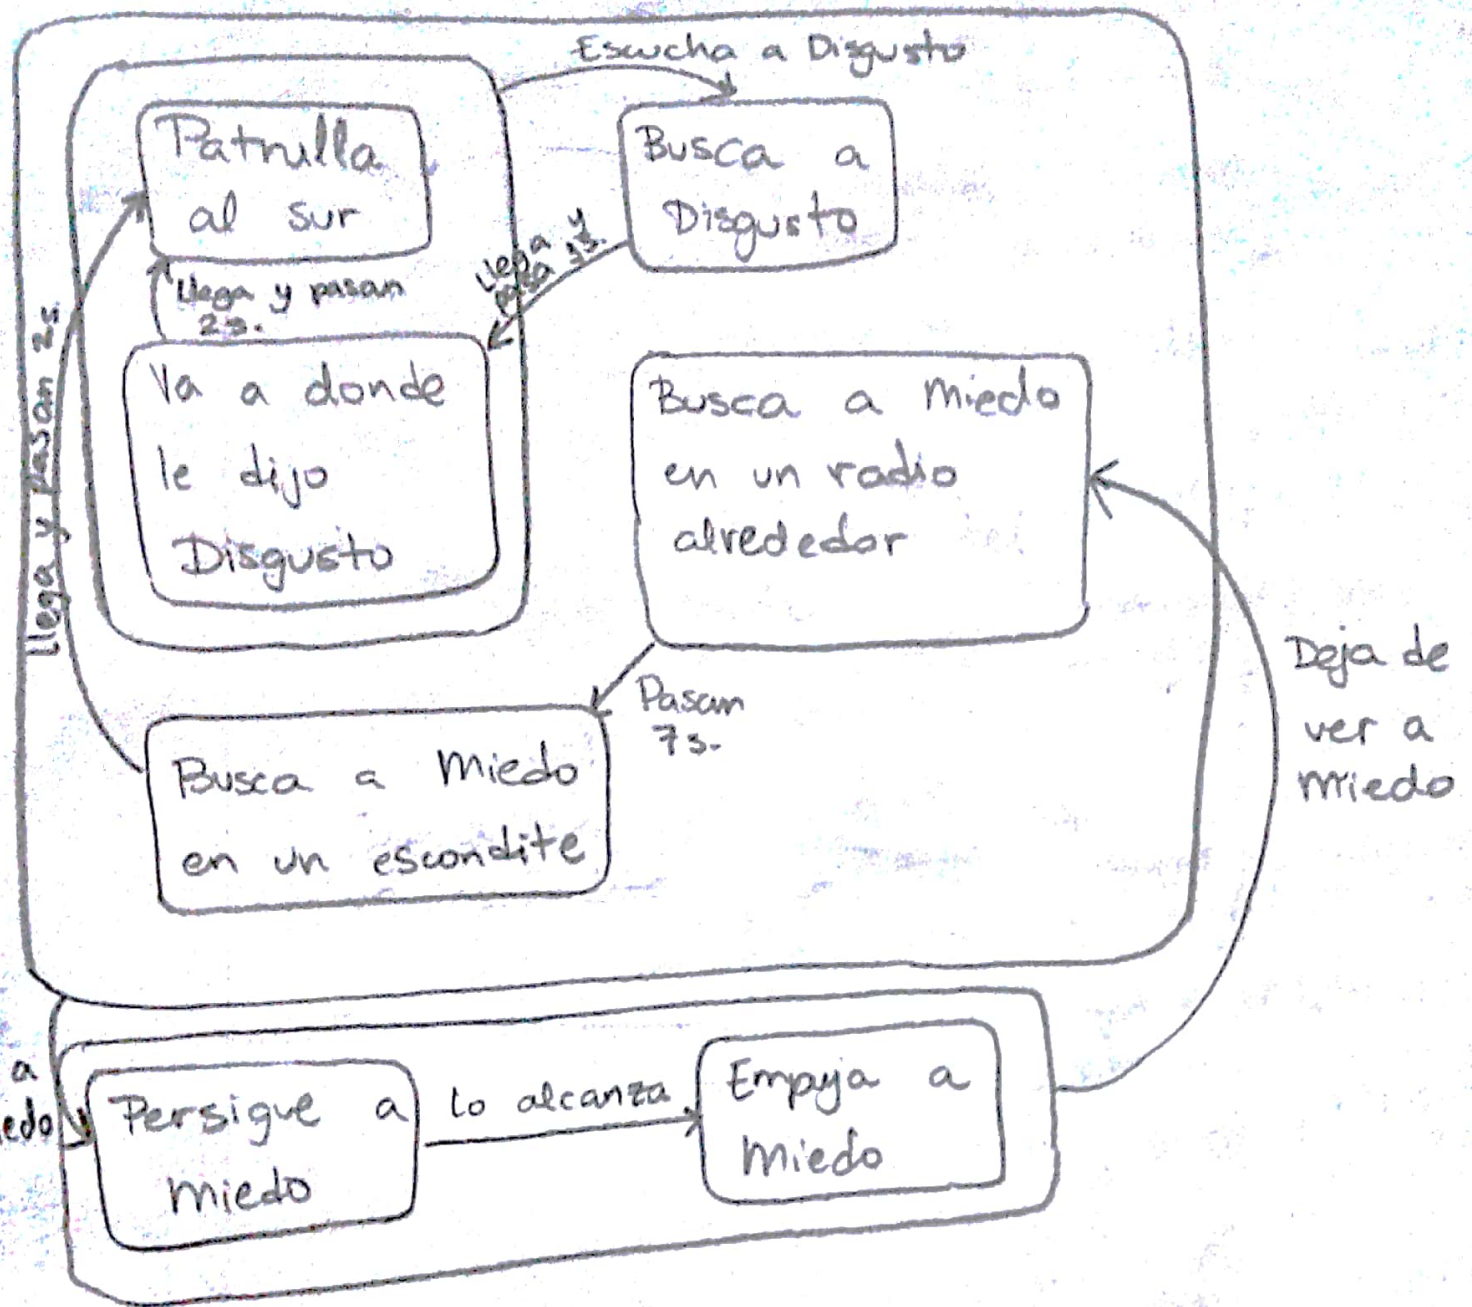 Escucha a Disgusto
Patrulla
al sur
Busca a
Disgusto
Llega y
pasa 1s.
Llega y pasan
2s.
Va a donde
le dijo
Disgusto
Busca a Miedo
en un radio
alrededor
Llega y pasan 2s
Pasan
7s.
Deja de
ver a
Miedo
Busca a Miedo
en un escondite
a
edo
Persigue a
Miedo
Lo alcanza
Empuja a
Miedo